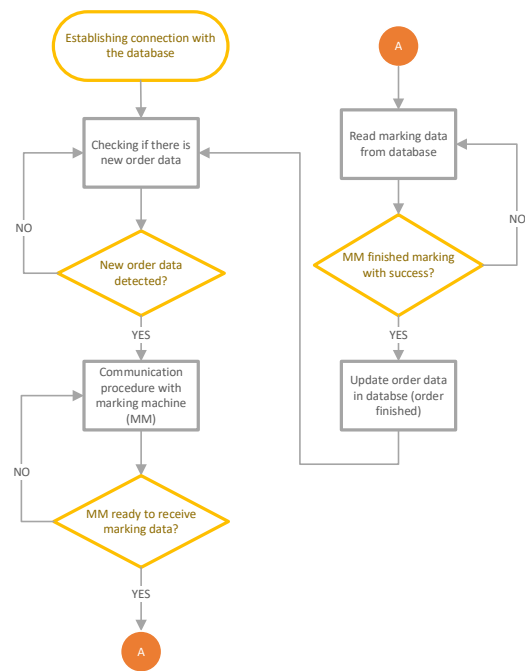 Establishing connection with
the database
Checking if there is
new order data
NO
New order data
detected?
YES
Communication
procedure with
marking machine
(MM)
NO
MM ready to receive
marking data?
YES
A
A
Read marking data
from database
NO
MM finished marking
with success?
YES
Update order data
in databse (order
finished)